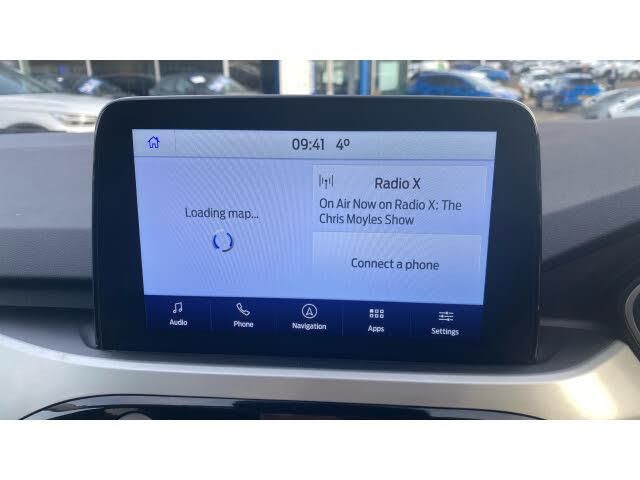 09:41 4°
Loading map...
Radio X
On Air Now on Radio X: The
Chris Moyles Show
Connect a phone
Audio
Phone
Navigation
Apps
Settings